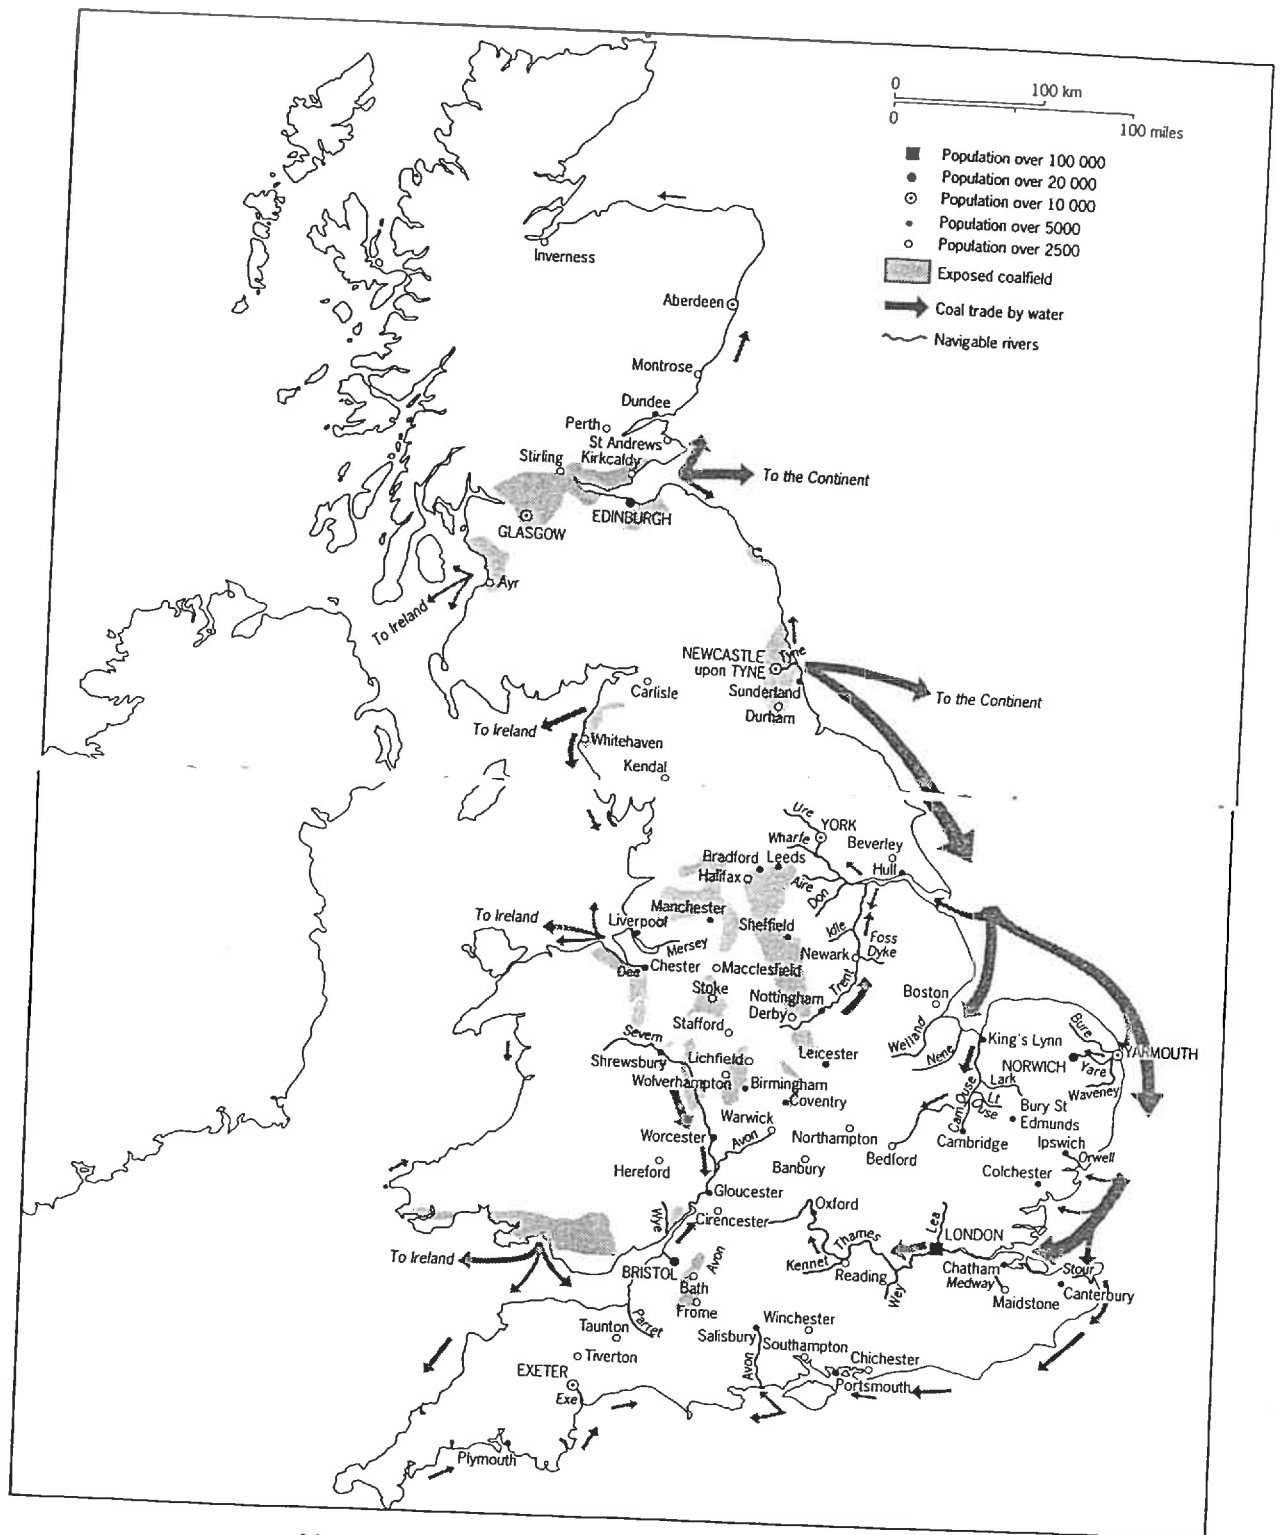 0
100 km
0
100 miles
Population over 100 000
Population over 20 000
Population over 10 000
Population over 5000
Population over 2500
Exposed coalfield
Coal trade by water
Navigable rivers
Inverness
Aberdeen
Montrose
Dundee
Perth
St Andrews
Stirling
Kirkcaldy
To the Continent
EDINBURGH
GLASGOW
Ayr
To Ireland
NEWCASTLE
upon TYNE
Tyne
Sunderland
Durham
To the Continent
Carlisle
To Ireland
Whitehaven
Kendal
Ure
YORK
Wharfe
Beverley
Bradford
Leeds
Halifax
Hull
Aire
Don
To Ireland
Manchester
Liverpool
Sheffield
Mersey
Idle
Foss
Dyke
Newark
Dee
Chester
Macclesfield
Stoke
Nottingham
Trent
Boston
Derby
Stafford
Severn
Welland
Nene
King's Lynn
Bure
YARMOUTH
Shrewsbury
Lichfield
Leicester
NORWICH
Yare
Wolverhampton
Birmingham
Lark
Waveney
Coventry
Cam
Ouse
Lt
Ouse
Bury St
Edmunds
Warwick
Worcester
Avon
Northampton
Bedford
Cambridge
Ipswich
Orwell
Hereford
Banbury
Colchester
Gloucester
Wye
Cirencester
Oxford
Lea
LONDON
Thames
To Ireland
BRISTOL
Avon
Kennet
Reading
Wey
Chatham
Medway
Stour
Bath
Maidstone
Canterbury
Frome
Taunton
Parret
Winchester
Salisbury
Southampton
Tiverton
Avon
Chichester
EXETER
Exe
Portsmouth
Plymouth